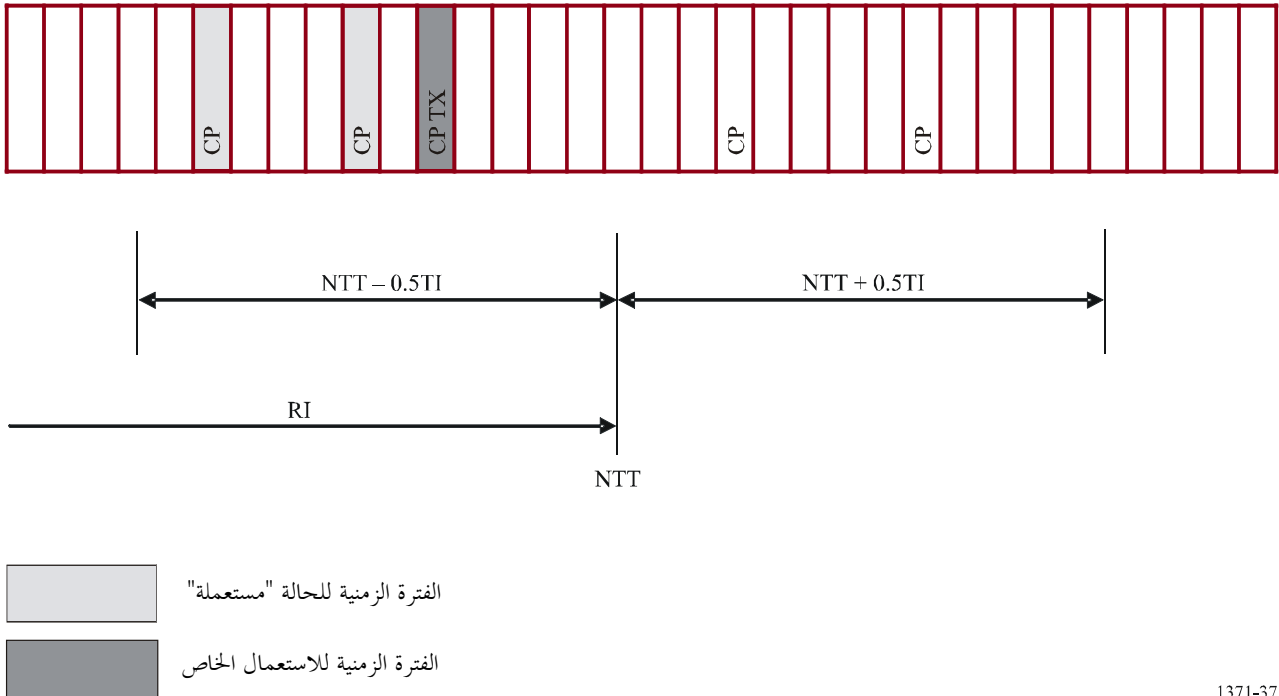 CP
CP
CP TX
CP
CP
NTT – 0.5TI
NTT + 0.5TI
RI
NTT
الفترة الزمنية للحالة "مستعملة"
الفترة الزمنية للاستعمال الخاص
1371-37